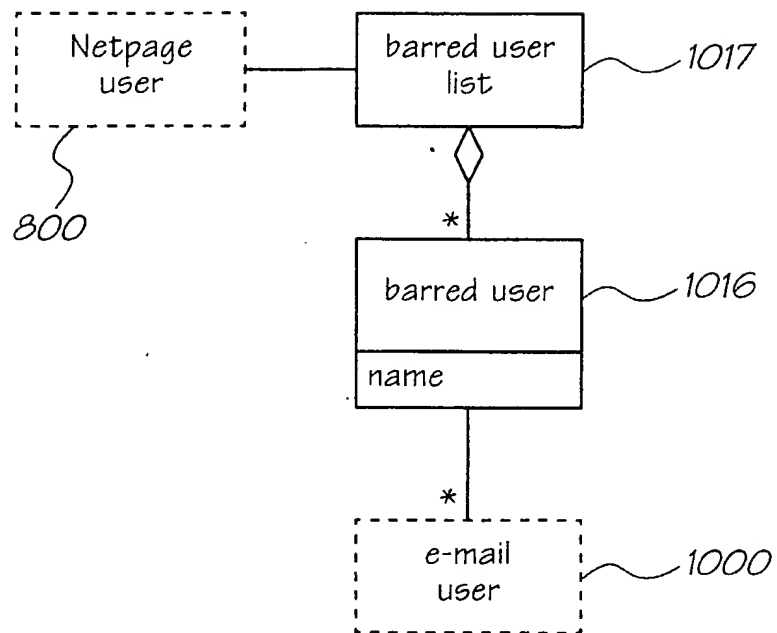 Netpage
user
barred user
list
1017
800
*
barred user
1016
name
*
e-mail
user
1000